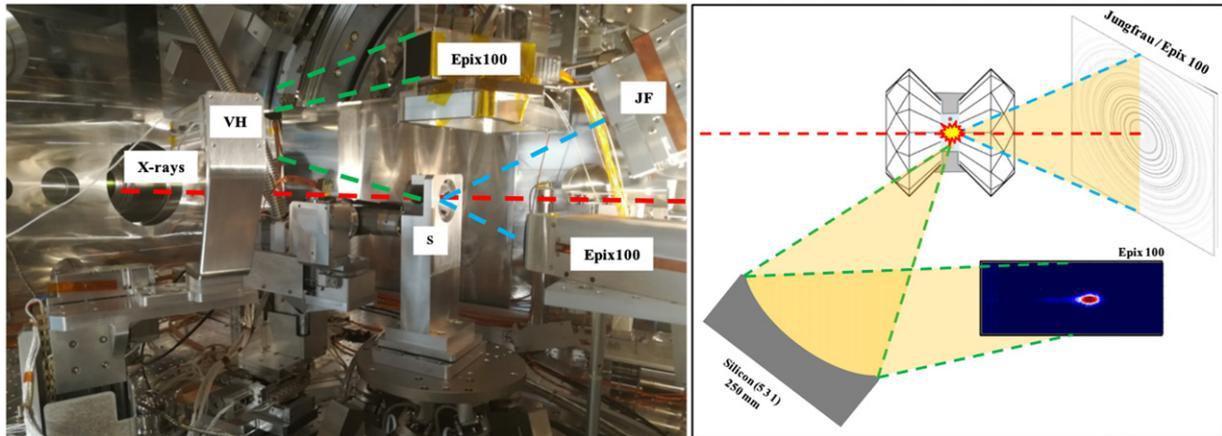 Epix100
JF
VH
X-rays
S
Epix100
Jungfrau / Epix 100
Epix 100
Silicon (5 3 1)
250 mm